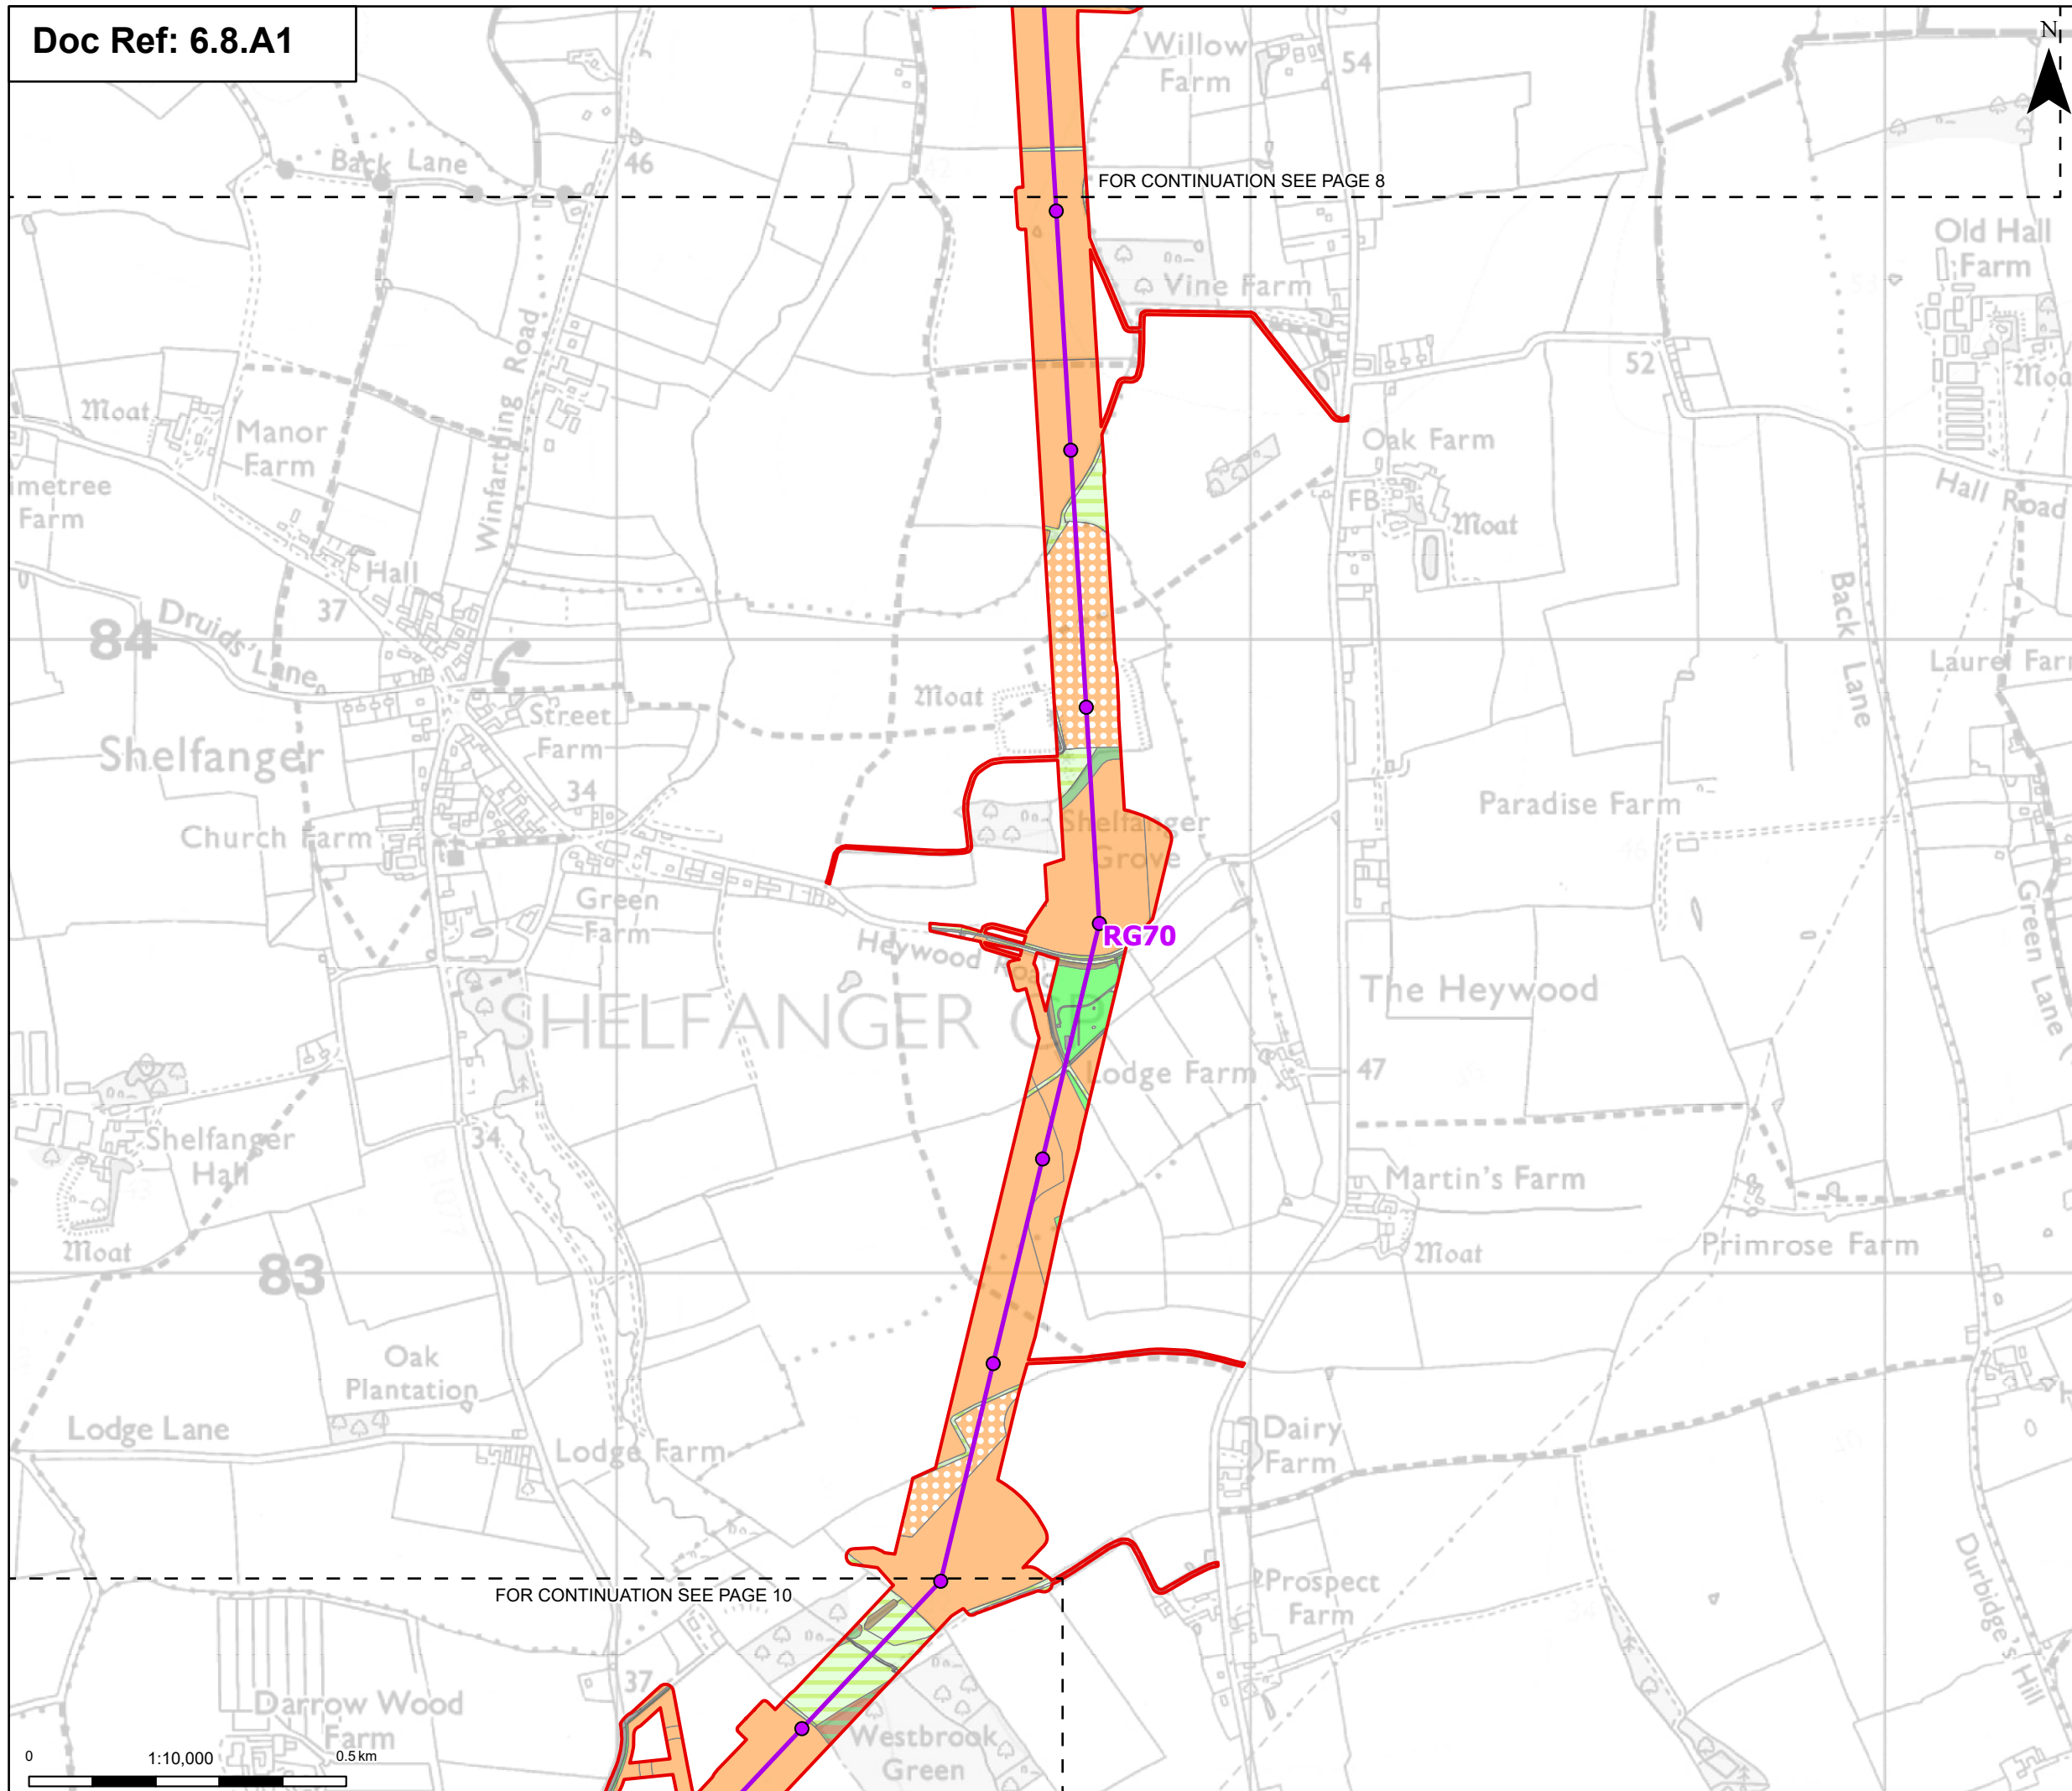 Doc Ref: 6.8.A1
N
Willow
Farm
54
Back Lane
46
42
FOR CONTINUATION SEE PAGE 8
Old Hall
Farm
Vine Farm
Winfarthing Road
52
Moat
Moat
Manor
Farm
Oak Farm
Hall Road
Farm
FB
Moat
Hall
37
Back Lane
84
Druids' Lane
Moat
Street
Farm
Shelfanger
34
Paradise Farm
Shelfanger
Grove
Church Farm
46
Green
Farm
Green Lane
RG70
Heywood Road
The Heywood
SHELFANGER CP
Lodge Farm
47
34
Shelfanger
Hall
B1077
Martin's Farm
Moat
Moat
Primrose Farm
83
Oak
Plantation
Lodge Lane
Lodge Farm
Dairy
Farm
FOR CONTINUATION SEE PAGE 10
Prospect
Farm
Durbidge's Hill
37
Darrow Wood
Farm
Westbrook
Green
0
1:10,000
0.5 km